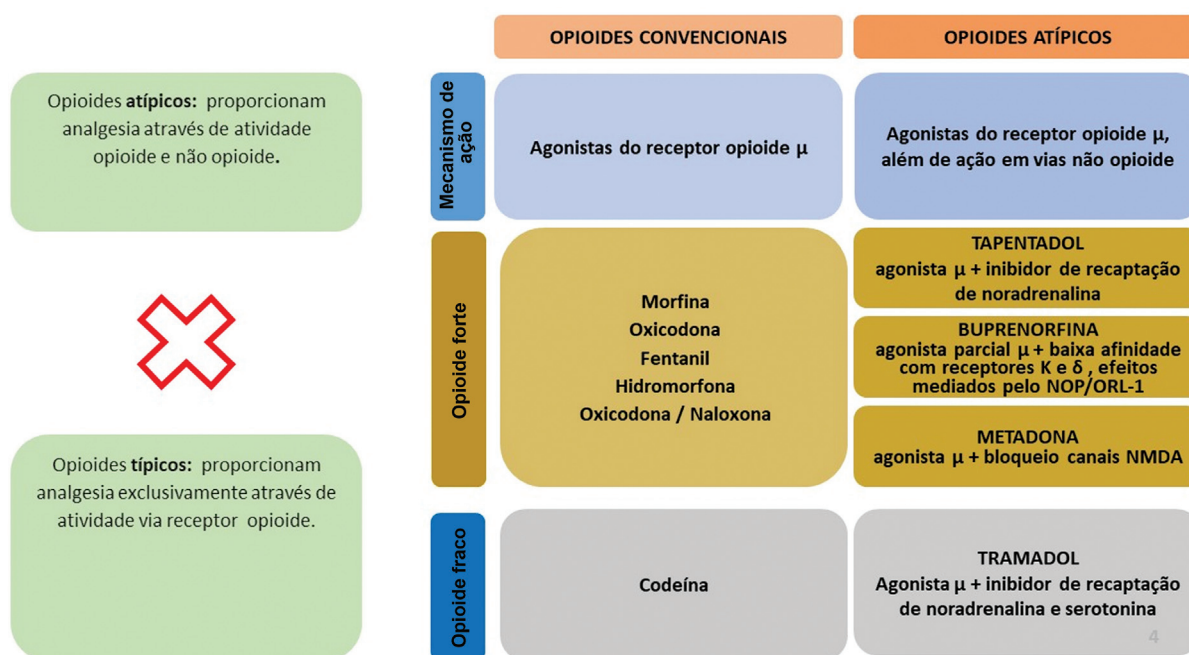 Opioides atípicos: proporcionam
analgesia através de atividade
opioide e não opioide.
Opioides típicos: proporcionam
analgesia exclusivamente através de
atividade via receptor opioide.
OPIOIDES CONVENCIONAIS
OPIOIDES ATÍPICOS
Mecanismo de
ação
Agonistas do receptor opioide μ
Agonistas do receptor opioide μ,
além de ação em vias não opioide
Opioide forte
Morfina
Oxicodona
Fentanil
Hidromorfona
Oxicodona / Naloxona
TAPENTADOL
agonista μ + inibidor de recaptação
de noradrenalina
BUPRENORFINA
agonista parcial μ + baixa afinidade
com receptores K e δ , efeitos
mediados pelo NOP/ORL-1
METADONA
agonista μ + bloqueio canais NMDA
Opioide fraco
Codeína
TRAMADOL
Agonista μ + inibidor de recaptação
de noradrenalina e serotonina
4